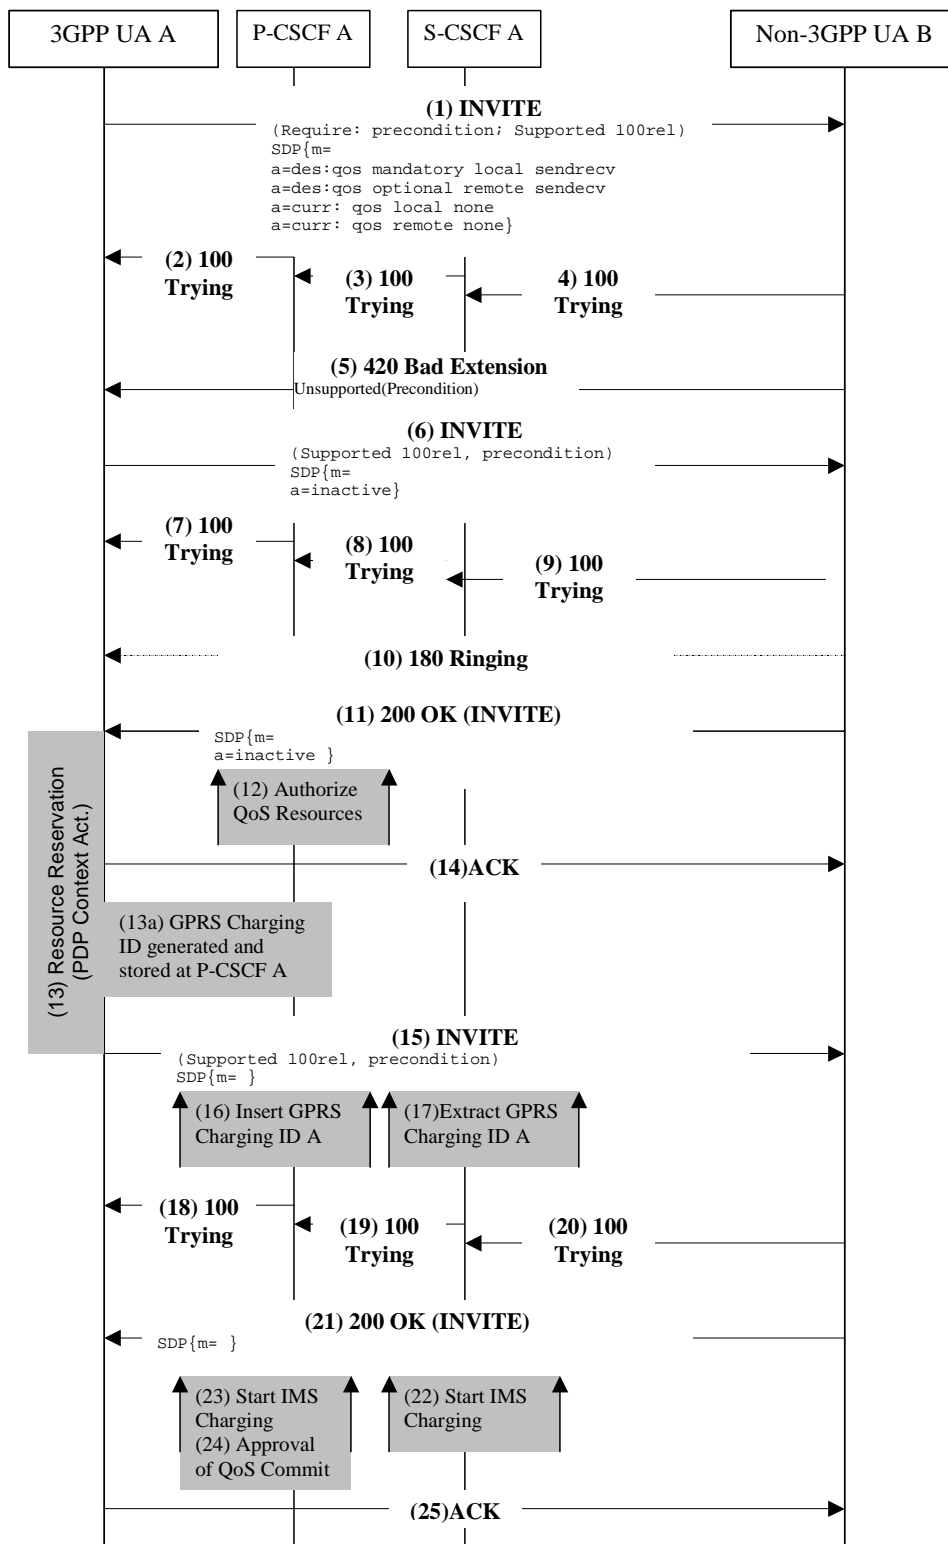 3GPP UA A
P-CSCF A
S-CSCF A
Non-3GPP UA B
(1) INVITE
(Require: precondition; Supported 100rel)
SDP{m=
a=des:qos mandatory local sendrecv
a=des:qos optional remote sendecv
a=curr: qos local none
a=curr: qos remote none}
(2) 100
Trying
(3) 100
Trying
4) 100
Trying
(5) 420 Bad Extension
Unsupported(Precondition)
(6) INVITE
(Supported 100rel, precondition)
SDP{m=
a=inactive}
(7) 100
Trying
(8) 100
Trying
(9) 100
Trying
(10) 180 Ringing
(11) 200 OK (INVITE)
SDP{m=
a=inactive }
(12) Authorize
QoS Resources
(13) Resource Reservation
(PDP Context Act.)
(14)ACK
(13a) GPRS Charging
ID generated and
stored at P-CSCF A
(15) INVITE
(Supported 100rel, precondition)
SDP{m= }
(16) Insert GPRS
Charging ID A
(17)Extract GPRS
Charging ID A
(18) 100
Trying
(19) 100
Trying
(20) 100
Trying
(21) 200 OK (INVITE)
SDP{m= }
(23) Start IMS
Charging
(24) Approval
of QoS Commit
(22) Start IMS
Charging
(25)ACK